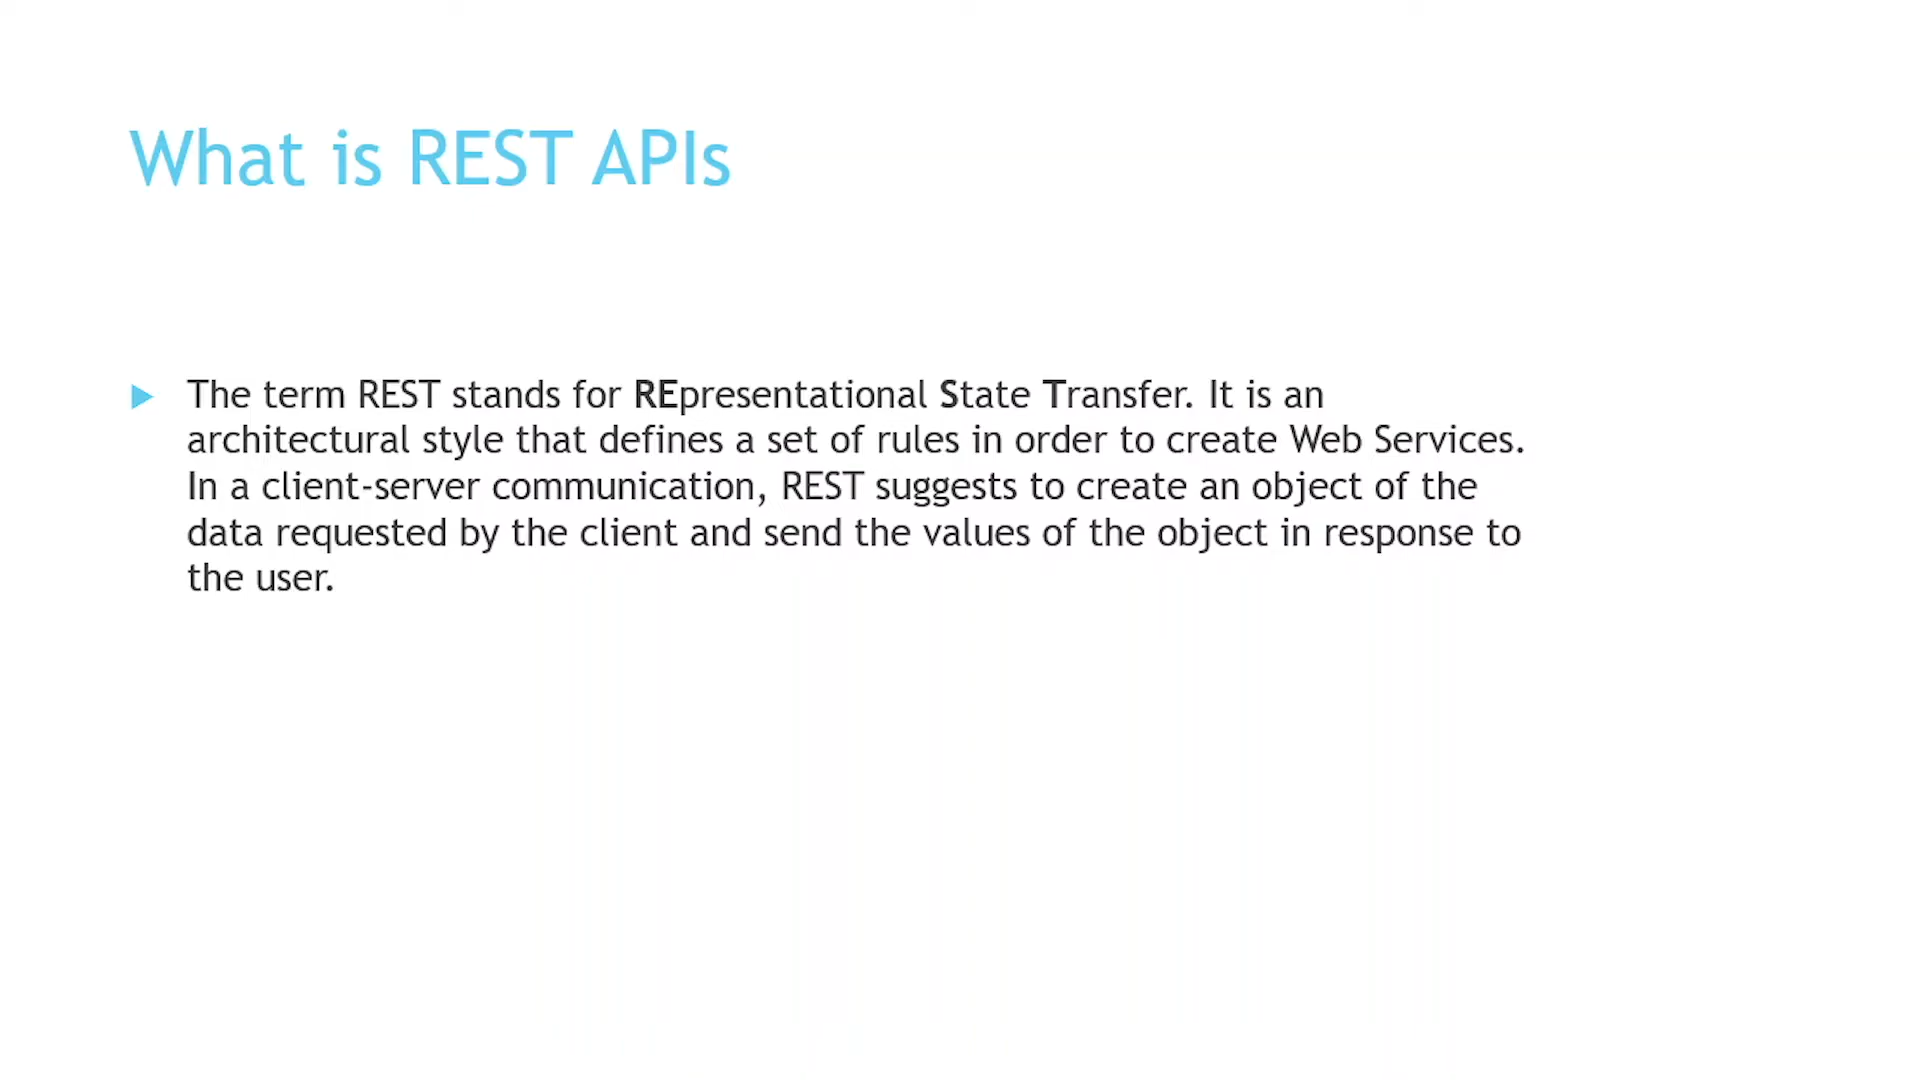 What is REST APIs
The term REST stands for REpresentational State Transfer. It is an
architectural style that defines a set of rules in order to create Web Services.
In a client-server communication, REST suggests to create an object of the
data requested by the client and send the values of the object in response to
the user.